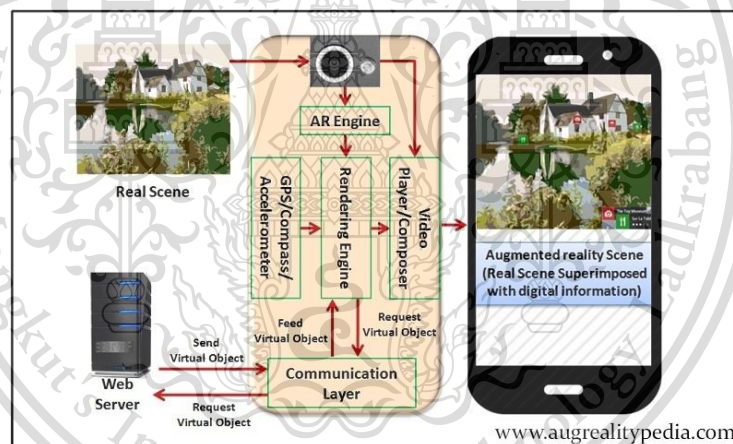 AR Engine
Real Scene
GPS/Compass/
Accelerometer
Rendering Engine
Video
Player/Composer
Augmented reality Scene
(Real Scene Superimposed
with digital information)
Feed
Virtual Object
Request
Virtual Object
Send
Virtual Object
Web
Server
Request
Virtual Object
Communication
Layer
www.augrealitypedia.com